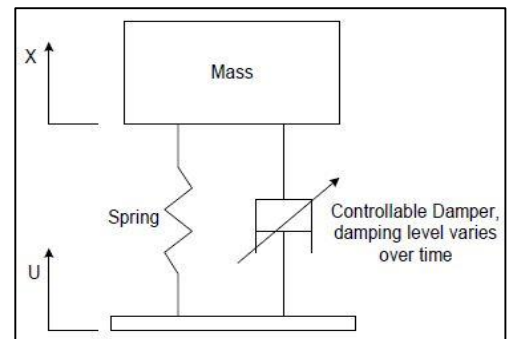 X
Mass
Spring
Controllable Damper,
damping level varies
over time
U